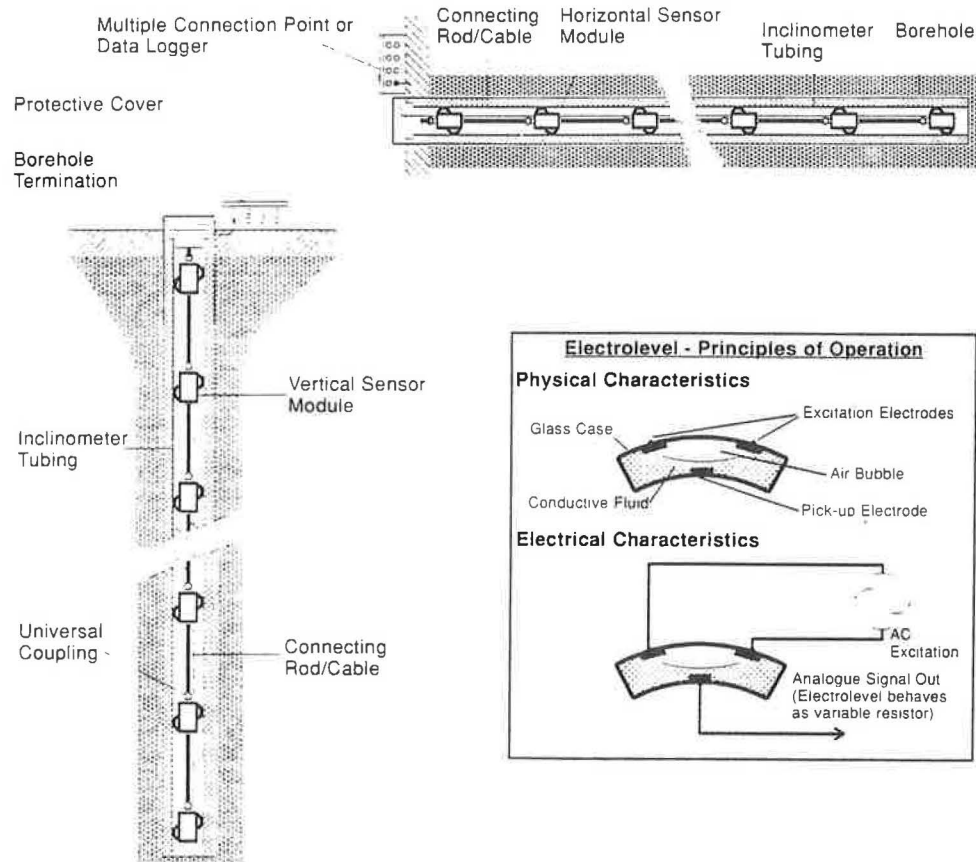 Multiple Connection Point or
Data Logger
Connecting
Rod/Cable
Horizontal Sensor
Module
Inclinometer
Tubing
Borehole
Protective Cover
Borehole
Termination
Vertical Sensor
Module
Inclinometer
Tubing
Universal
Coupling
Connecting
Rod/Cable
Electrolevel - Principles of Operation
Physical Characteristics
Excitation Electrodes
Glass Case
Air Bubble
Conductive Fluid
Pick-up Electrode
Electrical Characteristics
AC
Excitation
Analogue Signal Out
(Electrolevel behaves
as variable resistor)